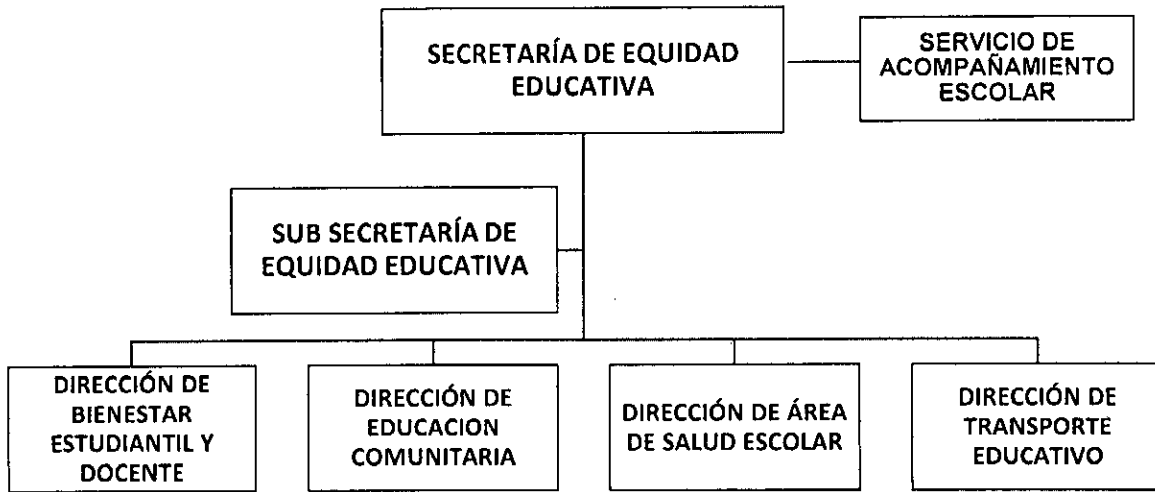 SECRETARÍA DE EQUIDAD
EDUCATIVA
SERVICIO DE
ACOMPAÑAMIENTO
ESCOLAR
SUB SECRETARÍA DE
EQUIDAD EDUCATIVA
DIRECCIÓN DE
BIENESTAR
ESTUDIANTIL Y
DOCENTE
DIRECCIÓN DE
EDUCACION
COMUNITARIA
DIRECCIÓN DE ÁREA
DE SALUD ESCOLAR
DIRECCIÓN DE
TRANSPORTE
EDUCATIVO